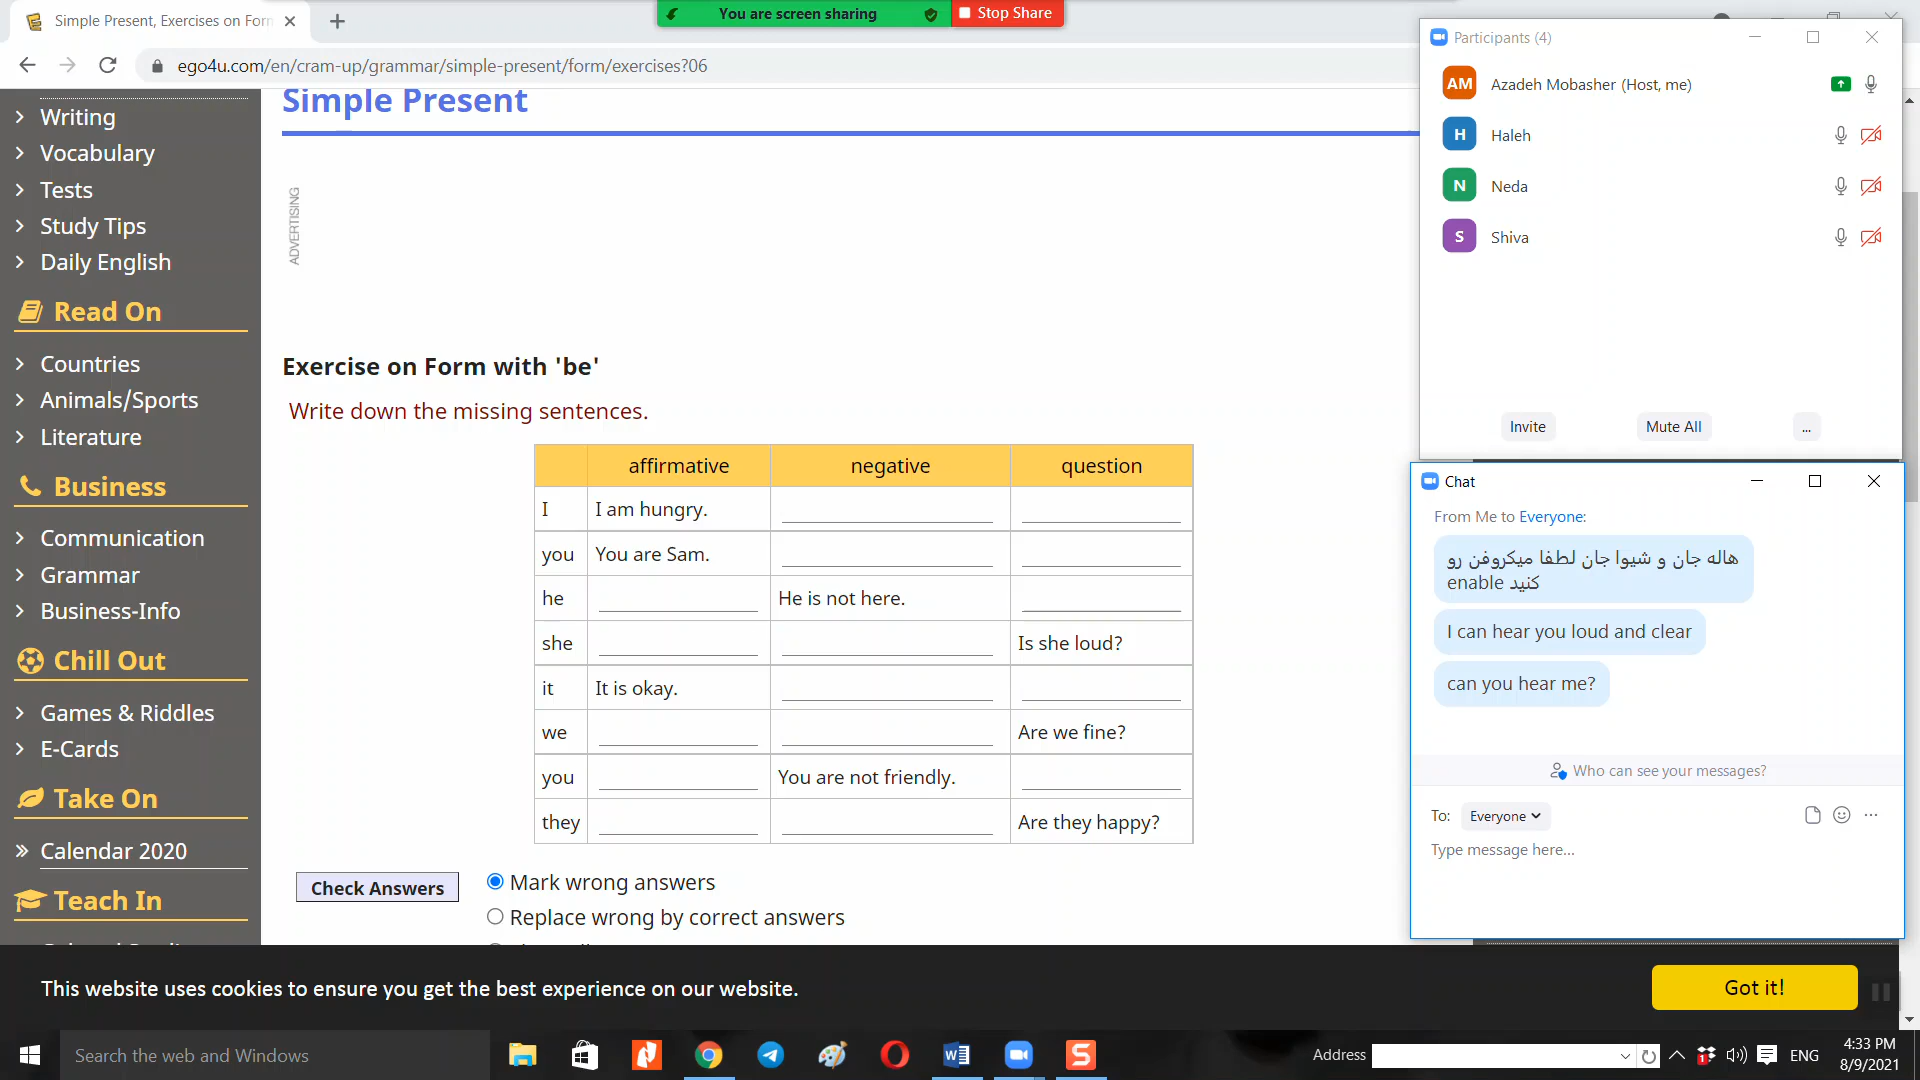 Simple Present, Exercises on Form
You are screen sharing
Stop Share
ego4u.com/en/cram-up/grammar/simple-present/form/exercises?06
Writing
Vocabulary
Tests
Study Tips
Daily English
Read On
Countries
Animals/Sports
Literature
Business
Communication
Grammar
Business-Info
Chill Out
Games & Riddles
E-Cards
Take On
Calendar 2020
Teach In
Simple Present
ADVERTISING
Exercise on Form with 'be'
Write down the missing sentences.
affirmative negative question
I I am hungry.
you You are Sam.
he He is not here.
she Is she loud?
it It is okay.
we Are we fine?
you You are not friendly.
they Are they happy?
Check Answers
Mark wrong answers
Replace wrong by correct answers
Participants (4)
AM Azadeh Mobasher (Host, me)
H Haleh
N Neda
S Shiva
Invite Mute All ...
Chat
From Me to Everyone:
هاله جان و شیوا جان لطفا میکروفن رو
enable کنید
I can hear you loud and clear
can you hear me?
Who can see your messages?
To: Everyone
Type message here...
This website uses cookies to ensure you get the best experience on our website.
Got it!
Search the web and Windows
Address
1
ENG
4:33 PM
8/9/2021